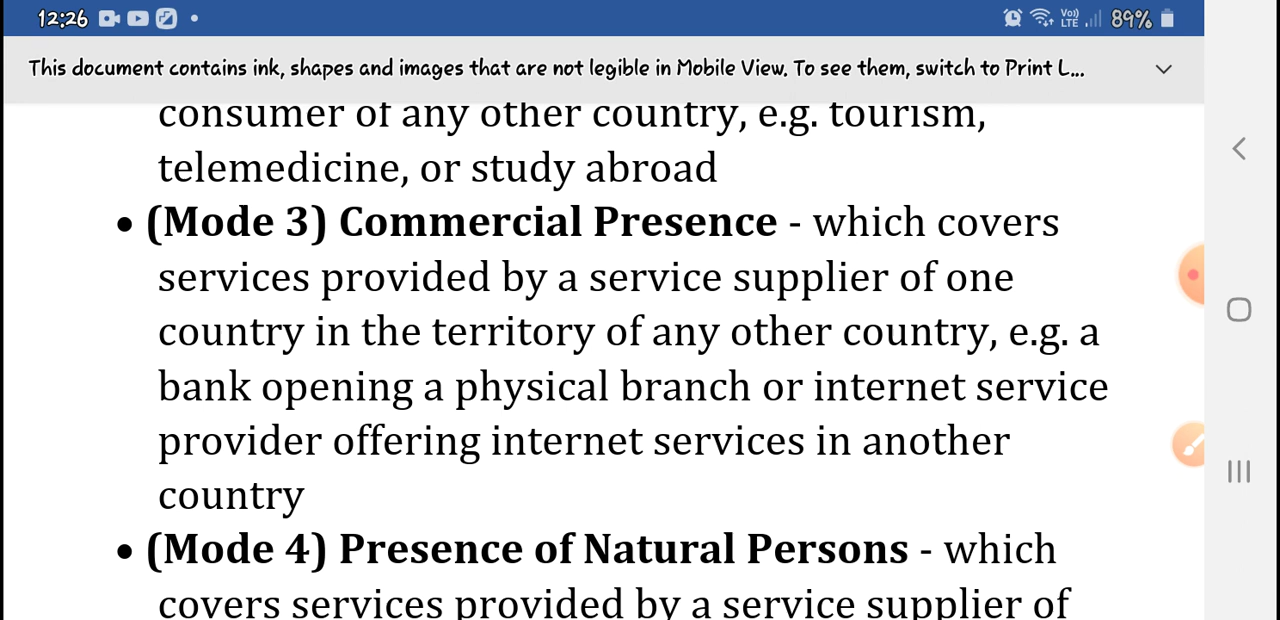 12:26
Vo)) LTE 89%
This document contains ink, shapes and images that are not legible in Mobile View. To see them, switch to Print L...
consumer of any other country, e.g. tourism,
telemedicine, or study abroad
• (Mode 3) Commercial Presence - which covers
services provided by a service supplier of one
country in the territory of any other country, e.g. a
bank opening a physical branch or internet service
provider offering internet services in another
country
• (Mode 4) Presence of Natural Persons - which
covers services provided by a service supplier of